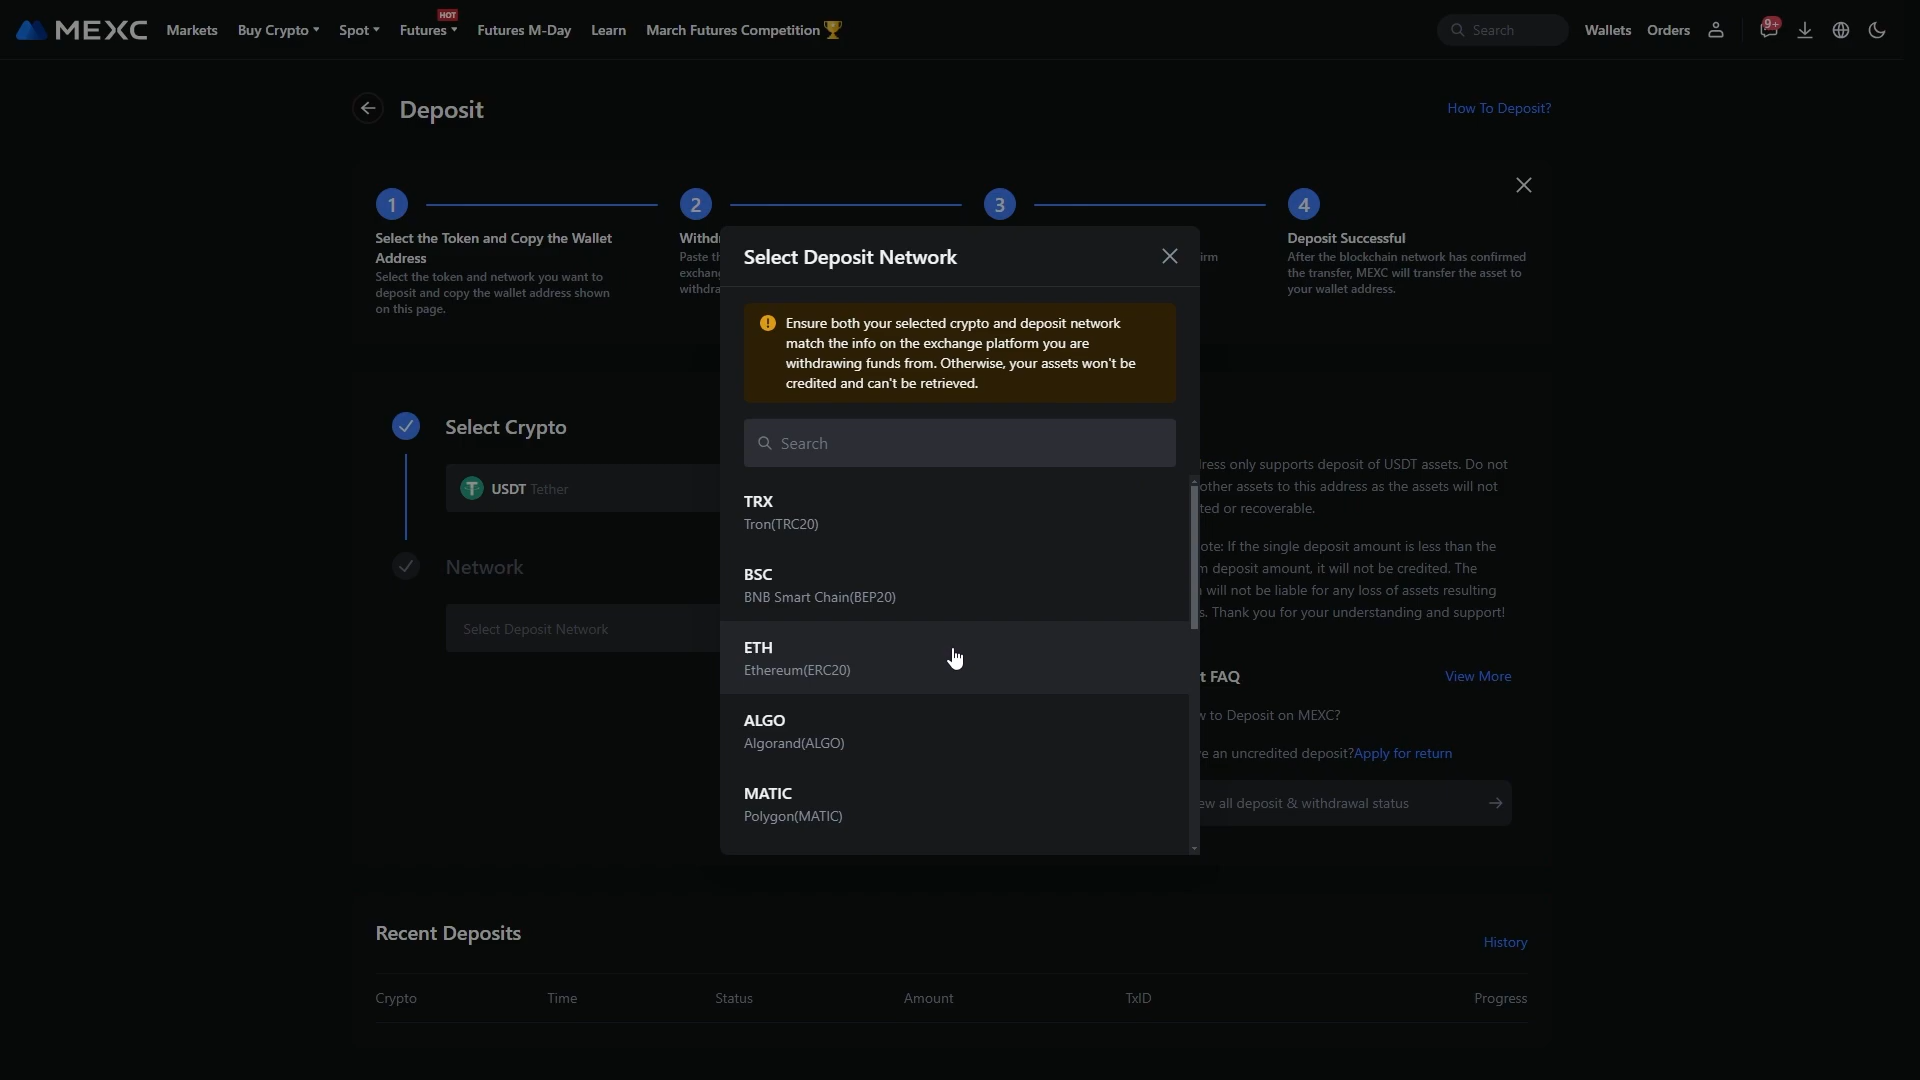 MEXC Markets Buy Crypto Spot Futures HOT Futures M-Day Learn March Futures Competition Search Wallets Orders 9+
Deposit
How To Deposit?
1 2 3 4
Select the Token and Copy the Wallet
Address
Select the token and network you want to
deposit and copy the wallet address shown
on this page.
Withd
Paste th
exchan
withdra
irm
Deposit Successful
After the blockchain network has confirmed
the transfer, MEXC will transfer the asset to
your wallet address.
Select Deposit Network
Ensure both your selected crypto and deposit network
match the info on the exchange platform you are
withdrawing funds from. Otherwise, your assets won't be
credited and can't be retrieved.
Search
TRX
Tron(TRC20)
BSC
BNB Smart Chain(BEP20)
ETH
Ethereum(ERC20)
ALGO
Algorand(ALGO)
MATIC
Polygon(MATIC)
Select Crypto
USDT Tether
Network
Select Deposit Network
ress only supports deposit of USDT assets. Do not
other assets to this address as the assets will not
ted or recoverable.
ote: If the single deposit amount is less than the
m deposit amount, it will not be credited. The
will not be liable for any loss of assets resulting
s. Thank you for your understanding and support!
t FAQ
View More
w to Deposit on MEXC?
e an uncredited deposit?Apply for return
ew all deposit & withdrawal status
Recent Deposits
History
Crypto Time Status Amount TxID Progress